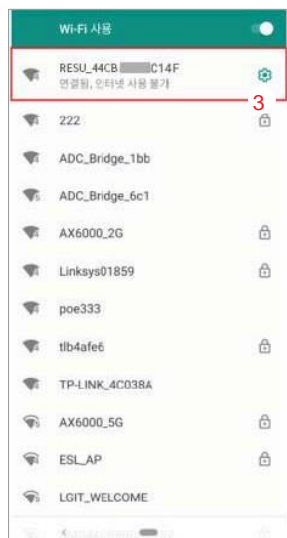 Wi-Fi 사용
RESU_44CB C14F
연결됨, 인터넷 사용 불가
3
222
ADC_Bridge_1bb
ADC_Bridge_6c1
AX6000_2G
Linksys01859
poe333
tlb4afe6
TP-LINK_4C038A
AX6000_5G
ESL_AP
LGIT_WELCOME